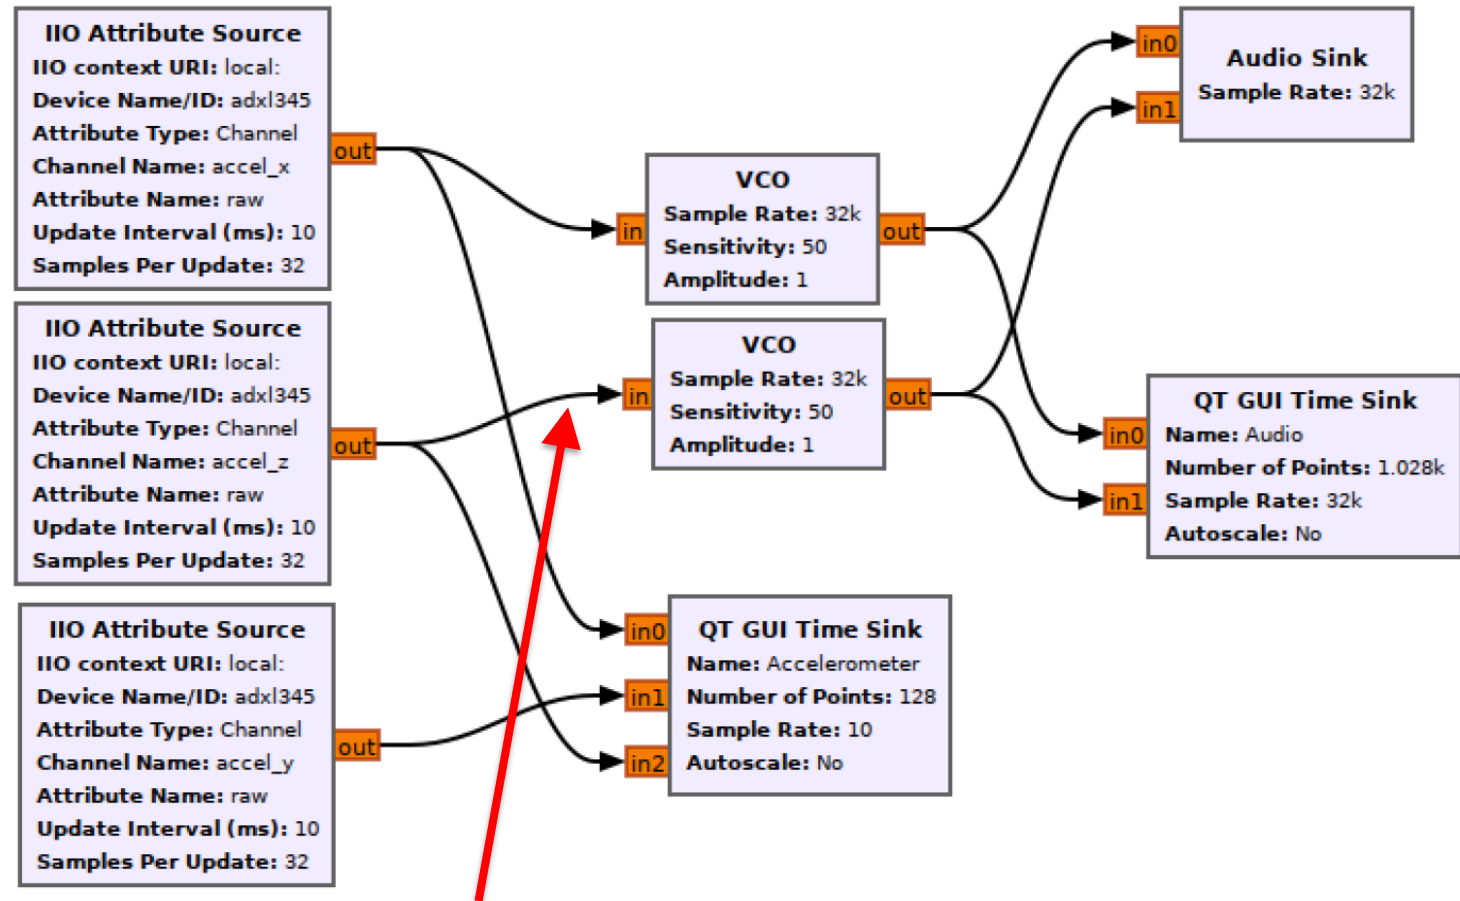 IIO Attribute Source
IIO context URI: local:
Device Name/ID: adxl345
Attribute Type: Channel
Channel Name: accel_x
Attribute Name: raw
Update Interval (ms): 10
Samples Per Update: 32
out
IIO Attribute Source
IIO context URI: local:
Device Name/ID: adxl345
Attribute Type: Channel
Channel Name: accel_z
Attribute Name: raw
Update Interval (ms): 10
Samples Per Update: 32
out
IIO Attribute Source
IIO context URI: local:
Device Name/ID: adxl345
Attribute Type: Channel
Channel Name: accel_y
Attribute Name: raw
Update Interval (ms): 10
Samples Per Update: 32
out
in
VCO
Sample Rate: 32k
Sensitivity: 50
Amplitude: 1
out
in
VCO
Sample Rate: 32k
Sensitivity: 50
Amplitude: 1
out
in0
in1
in2
QT GUI Time Sink
Name: Accelerometer
Number of Points: 128
Sample Rate: 10
Autoscale: No
in0
in1
Audio Sink
Sample Rate: 32k
in0
in1
QT GUI Time Sink
Name: Audio
Number of Points: 1.028k
Sample Rate: 32k
Autoscale: No